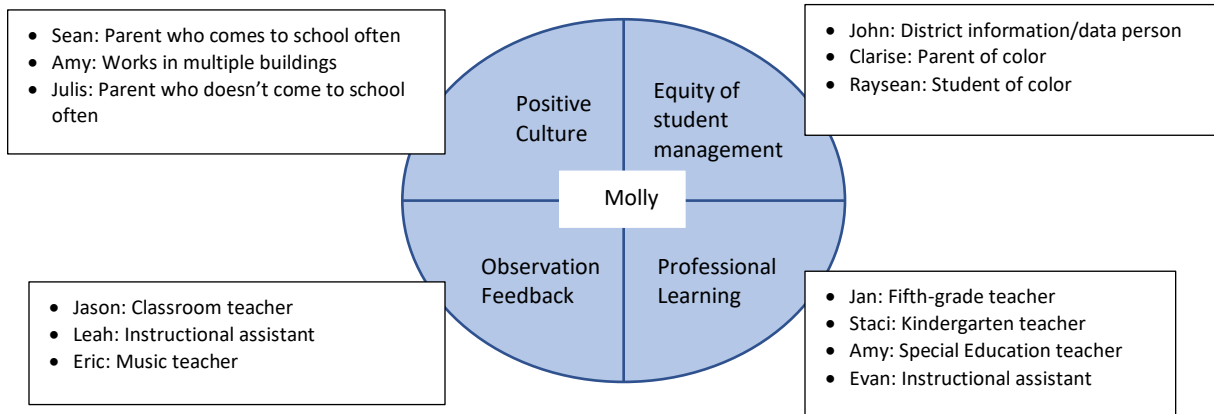 • Sean: Parent who comes to school often
• Amy: Works in multiple buildings
• Julis: Parent who doesn’t come to school
often
• John: District information/data person
• Clarise: Parent of color
• Raysean: Student of color
Positive
Culture
Equity of
student
management
Molly
Observation
Feedback
Professional
Learning
• Jason: Classroom teacher
• Leah: Instructional assistant
• Eric: Music teacher
• Jan: Fifth-grade teacher
• Staci: Kindergarten teacher
• Amy: Special Education teacher
• Evan: Instructional assistant